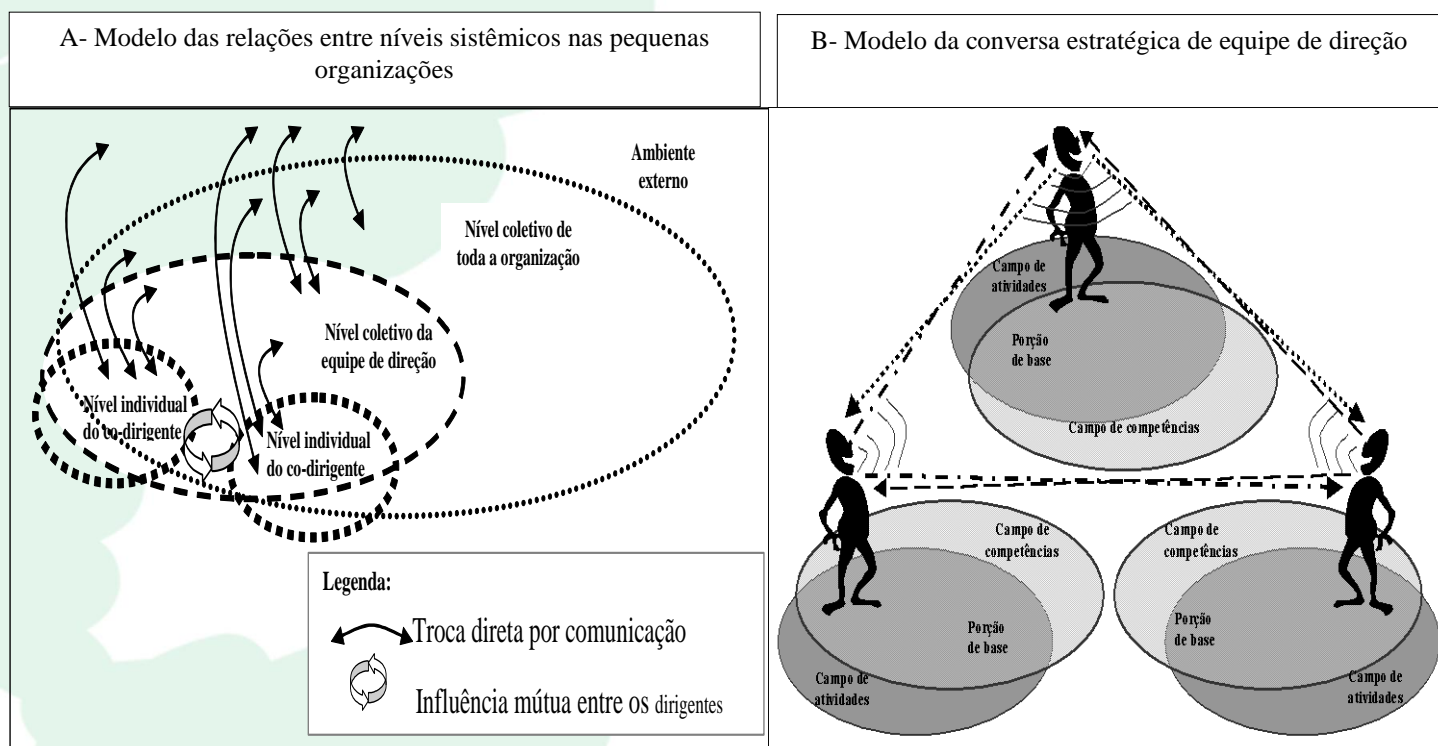 A- Modelo das relações entre níveis sistêmicos nas pequenas
organizações
B- Modelo da conversa estratégica de equipe de direção
Ambiente
externo
Nível coletivo de
toda a organização
Nível coletivo da
equipe de direção
Nível individual
do co-dirigente
Nível individual
do co-dirigente
Legenda:
Troca direta por comunicação
Influência mútua entre os dirigentes
Campo de
atividades
Porção
de base
Campo de competências
Campo de
competências
Porção
de base
Campo de
atividades
Campo de
competências
Porção
de base
Campo de
atividades